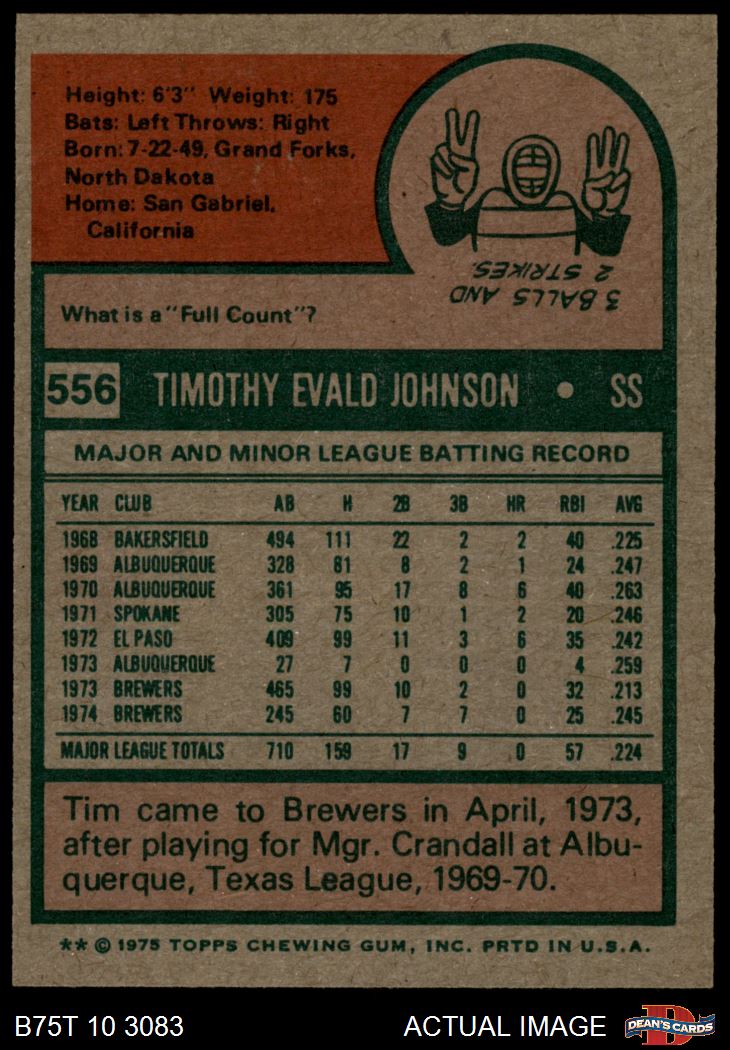 Height: 6'3" Weight: 175
Bats: Left Throws: Right
Born: 7-22-49, Grand Forks,
North Dakota
Home: San Gabriel,
California
3 BALLS AND
2 STRIKES.
What is a "Full Count"?
556 TIMOTHY EVALD JOHNSON • SS
MAJOR AND MINOR LEAGUE BATTING RECORD
YEAR CLUB AB H 2B 3B HR RBI AVG
1968 BAKERSFIELD 494 111 22 2 2 40 .225
1969 ALBUQUERQUE 328 81 8 2 1 24 .247
1970 ALBUQUERQUE 361 95 17 8 6 40 .263
1971 SPOKANE 305 75 10 1 2 20 .246
1972 EL PASO 409 99 11 3 6 35 .242
1973 ALBUQUERQUE 27 7 0 0 0 4 .259
1973 BREWERS 465 99 10 2 0 32 .213
1974 BREWERS 245 60 7 7 0 25 .245
MAJOR LEAGUE TOTALS 710 159 17 9 0 57 .224
Tim came to Brewers in April, 1973,
after playing for Mgr. Crandall at Albu-
querque, Texas League, 1969-70.
** © 1975 TOPPS CHEWING GUM, INC. PRTD IN U.S.A.
B75T 10 3083 ACTUAL IMAGE
D
DEAN'S CARDS